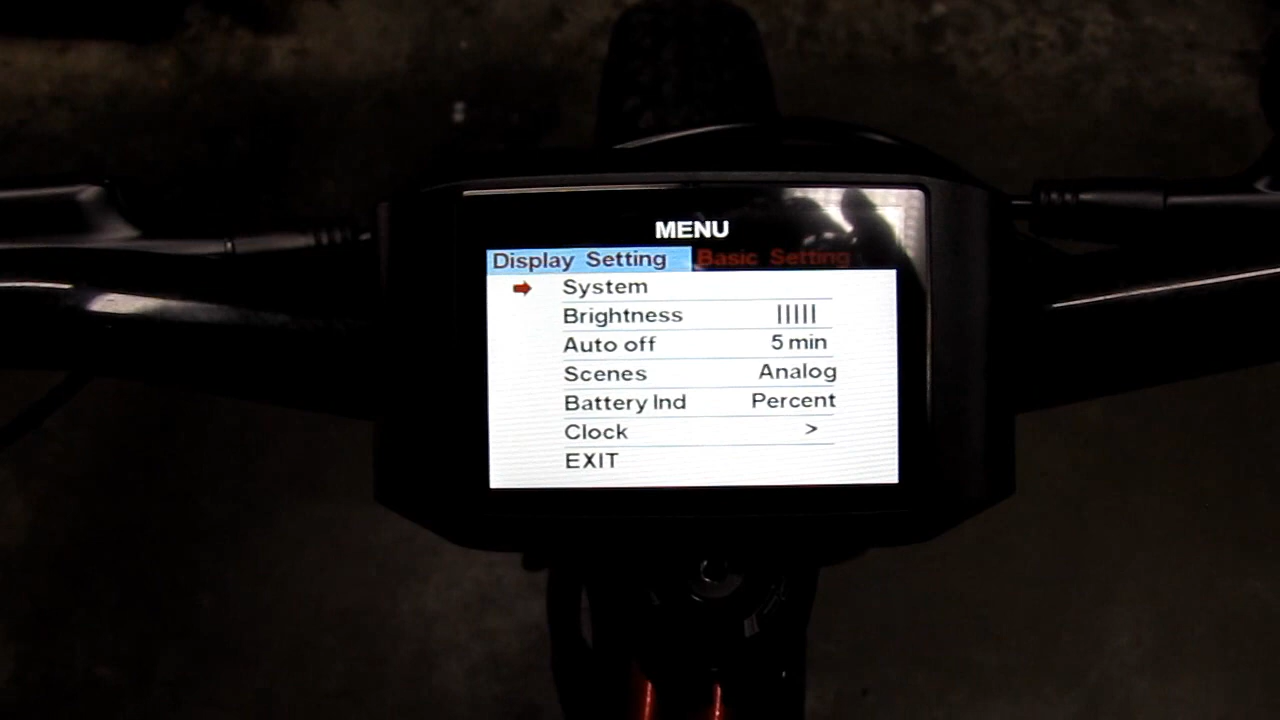 MENU
Display Setting Basic Setting
System
Brightness |||||
Auto off 5 min
Scenes Analog
Battery Ind Percent
Clock >
EXIT